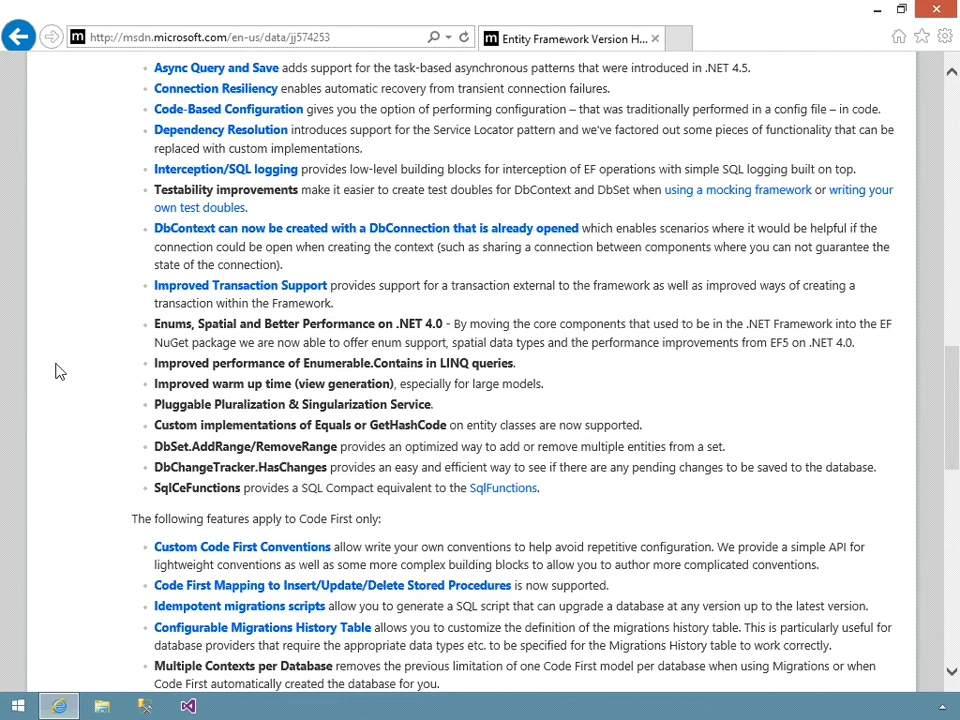 http://msdn.microsoft.com/en-us/data/jj574253
Entity Framework Version H...
Async Query and Save adds support for the task-based asynchronous patterns that were introduced in .NET 4.5.
Connection Resiliency enables automatic recovery from transient connection failures.
Code-Based Configuration gives you the option of performing configuration – that was traditionally performed in a config file – in code.
Dependency Resolution introduces support for the Service Locator pattern and we've factored out some pieces of functionality that can be
replaced with custom implementations.
Interception/SQL logging provides low-level building blocks for interception of EF operations with simple SQL logging built on top.
Testability improvements make it easier to create test doubles for DbContext and DbSet when using a mocking framework or writing your
own test doubles.
DbContext can now be created with a DbConnection that is already opened which enables scenarios where it would be helpful if the
connection could be open when creating the context (such as sharing a connection between components where you can not guarantee the
state of the connection).
Improved Transaction Support provides support for a transaction external to the framework as well as improved ways of creating a
transaction within the Framework.
Enums, Spatial and Better Performance on .NET 4.0 - By moving the core components that used to be in the .NET Framework into the EF
NuGet package we are now able to offer enum support, spatial data types and the performance improvements from EF5 on .NET 4.0.
Improved performance of Enumerable.Contains in LINQ queries.
Improved warm up time (view generation), especially for large models.
Pluggable Pluralization & Singularization Service.
Custom implementations of Equals or GetHashCode on entity classes are now supported.
DbSet.AddRange/RemoveRange provides an optimized way to add or remove multiple entities from a set.
DbChangeTracker.HasChanges provides an easy and efficient way to see if there are any pending changes to be saved to the database.
SqlCeFunctions provides a SQL Compact equivalent to the SqlFunctions.
The following features apply to Code First only:
Custom Code First Conventions allow write your own conventions to help avoid repetitive configuration. We provide a simple API for
lightweight conventions as well as some more complex building blocks to allow you to author more complicated conventions.
Code First Mapping to Insert/Update/Delete Stored Procedures is now supported.
Idempotent migrations scripts allow you to generate a SQL script that can upgrade a database at any version up to the latest version.
Configurable Migrations History Table allows you to customize the definition of the migrations history table. This is particularly useful for
database providers that require the appropriate data types etc. to be specified for the Migrations History table to work correctly.
Multiple Contexts per Database removes the previous limitation of one Code First model per database when using Migrations or when
Code First automatically created the database for you.